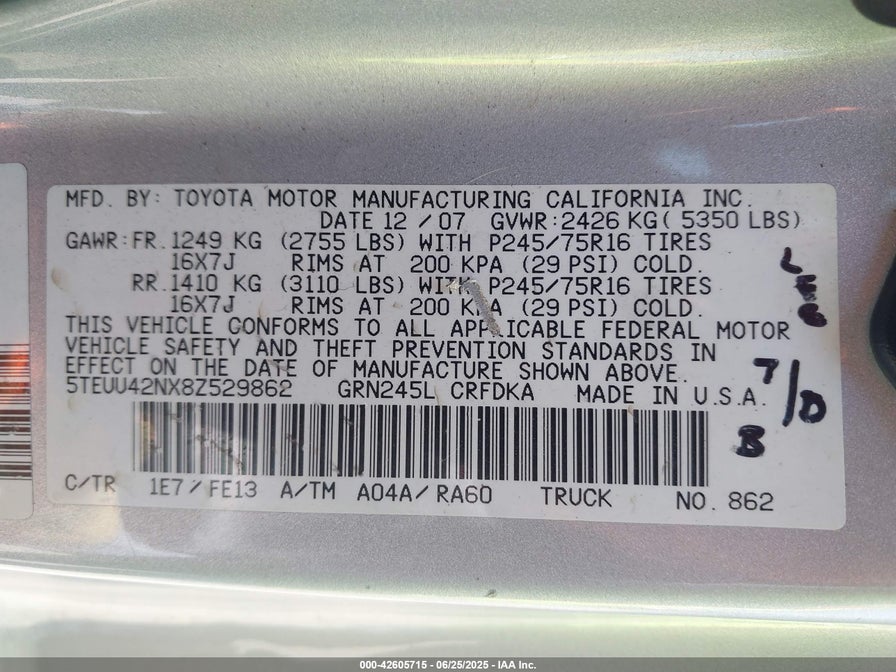 MFD. BY: TOYOTA MOTOR MANUFACTURING CALIFORNIA INC.
DATE 12 / 07 GVWR:2426 KG( 5350 LBS)
GAWR:FR.1249 KG (2755 LBS) WITH P245/75R16 TIRES
16X7J RIMS AT 200 KPA (29 PSI) COLD.
RR.1410 KG (3110 LBS) WITH P245/75R16 TIRES
16X7J RIMS AT 200 KPA (29 PSI) COLD.
THIS VEHICLE CONFORMS TO ALL APPLICABLE FEDERAL MOTOR
VEHICLE SAFETY AND THEFT PREVENTION STANDARDS IN
EFFECT ON THE DATE OF MANUFACTURE SHOWN ABOVE.
5TEUU42NX8Z529862 GRN245L CRFDKA MADE IN U.S.A.
7/D
B
C/TR 1E7/FE13 A/TM A04A/RA60 TRUCK NO. 862
000-42605715 - 06/25/2025 - IAA Inc.